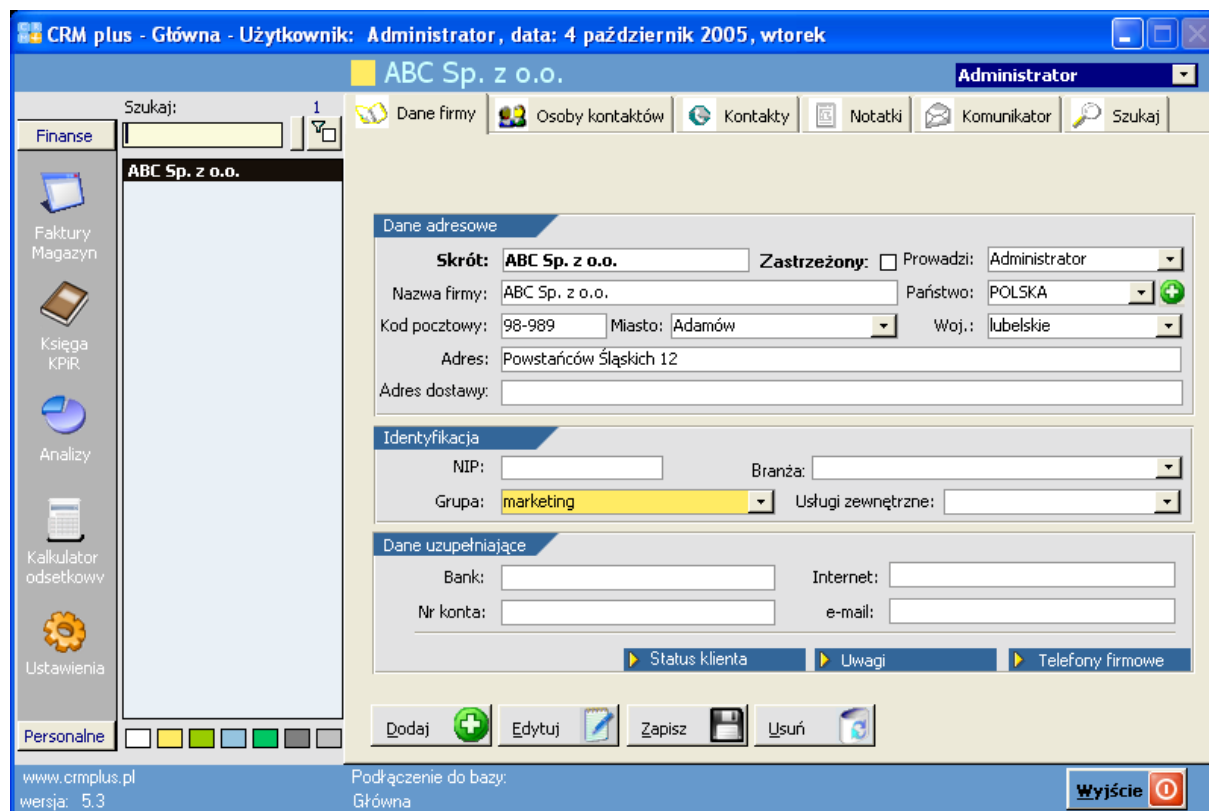 CRM plus - Główna - Użytkownik: Administrator, data: 4 październik 2005, wtorek
ABC Sp. z o.o.
Administrator
Szukaj:
1
Finanse
Dane firmy
Osoby kontaktów
Kontakty
Notatki
Komunikator
Szukaj
ABC Sp. z o.o.
Faktury
Magazyn
Księga
KPiR
Analizy
Kalkulator
odsetkowy
Ustawienia
Personalne
Dane adresowe
Skrót: ABC Sp. z o.o. Zastrzeżony: Prowadzi: Administrator
Nazwa firmy: ABC Sp. z o.o. Państwo: POLSKA
Kod pocztowy: 98-989 Miasto: Adamów Woj.: lubelskie
Adres: Powstańców Śląskich 12
Adres dostawy:
Identyfikacja
NIP: Branża:
Grupa: marketing Usługi zewnętrzne:
Dane uzupełniające
Bank: Internet:
Nr konta: e-mail:
Status klienta Uwagi Telefony firmowe
Dodaj Edytuj Zapisz Usuń
www.crmplus.pl
wersja: 5.3
Podłączenie do bazy:
Główna
Wyjście